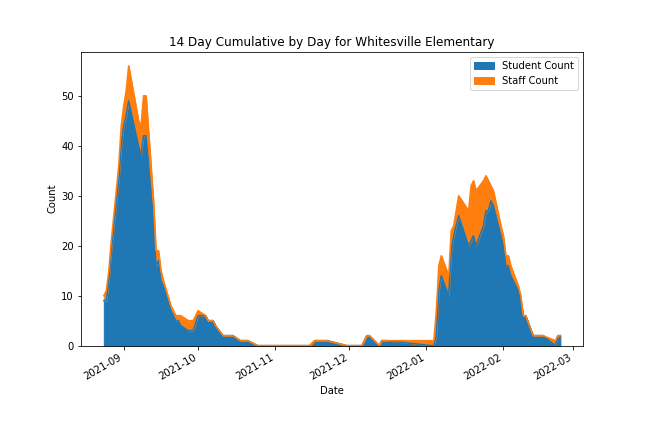 14 Day Cumulative by Day for Whitesville Elementary
Student Count
Staff Count
50
40
30
20
10
0
Count
2021-09
2021-10
2021-11
2021-12
2022-01
2022-02
2022-03
Date